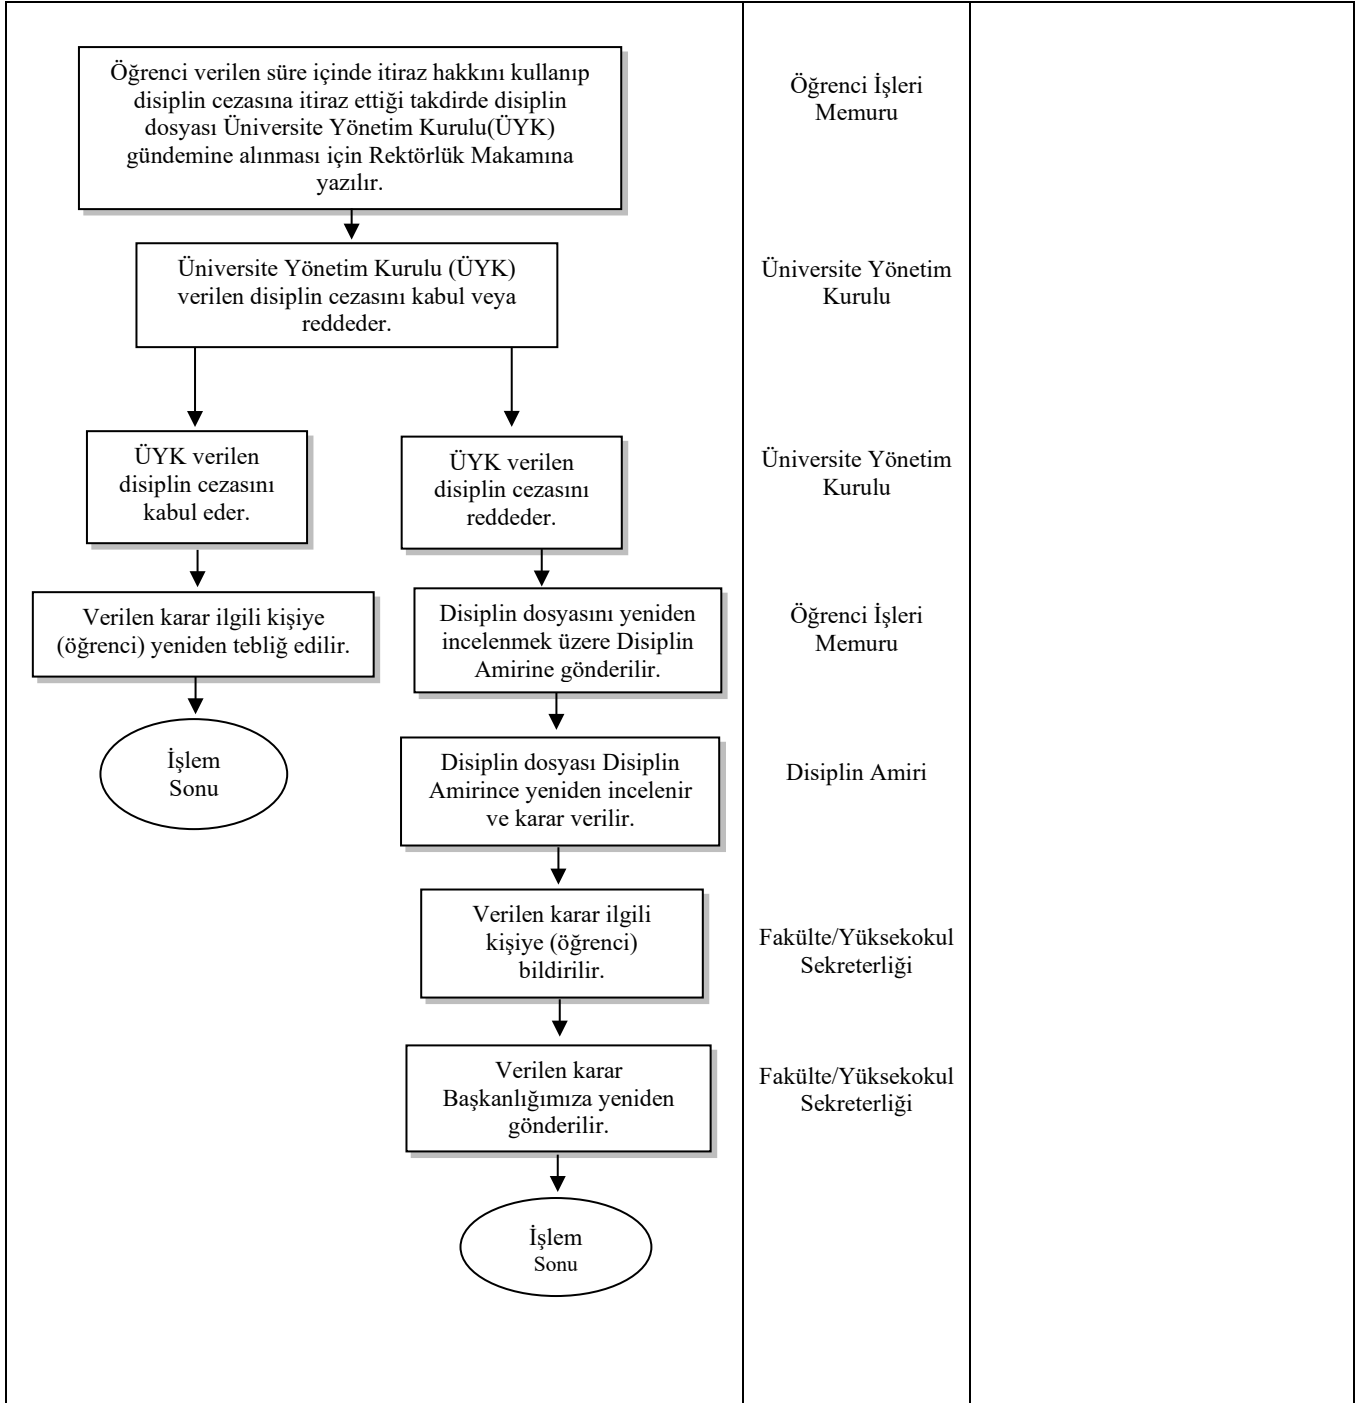 Öğrenci verilen süre içinde itiraz hakkını kullanıp
disiplin cezasına itiraz ettiği takdirde disiplin
dosyası Üniversite Yönetim Kurulu(ÜYK)
gündemine alınması için Rektörlük Makamına
yazılır.
Öğrenci İşleri
Memuru
Üniversite Yönetim Kurulu (ÜYK)
verilen disiplin cezasını kabul veya
reddeder.
Üniversite Yönetim
Kurulu
ÜYK verilen
disiplin cezasını
kabul eder.
ÜYK verilen
disiplin cezasını
reddeder.
Üniversite Yönetim
Kurulu
Verilen karar ilgili kişiye
(öğrenci) yeniden tebliğ edilir.
Disiplin dosyasını yeniden
incelenmek üzere Disiplin
Amirine gönderilir.
Öğrenci İşleri
Memuru
İşlem
Sonu
Disiplin dosyası Disiplin
Amirince yeniden incelenir
ve karar verilir.
Disiplin Amiri
Verilen karar ilgili
kişiye (öğrenci)
bildirilir.
Fakülte/Yüksekokul
Sekreterliği
Verilen karar
Başkanlığımıza yeniden
gönderilir.
Fakülte/Yüksekokul
Sekreterliği
İşlem
Sonu